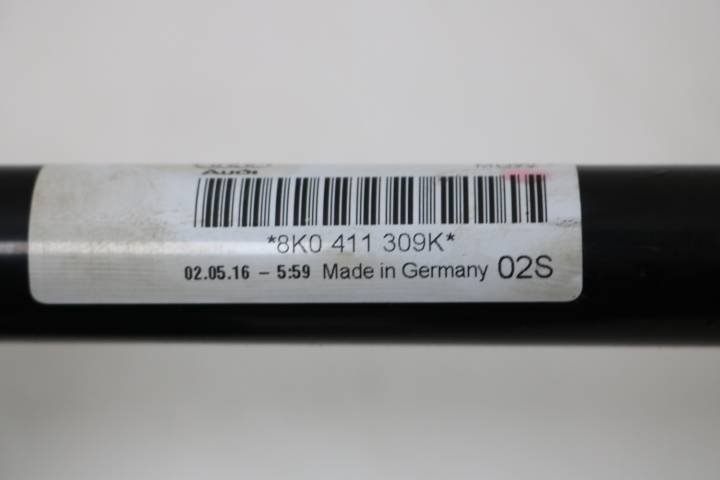 Audi
*8K0 411 309K*
02.05.16 - 5:59 Made in Germany 02S